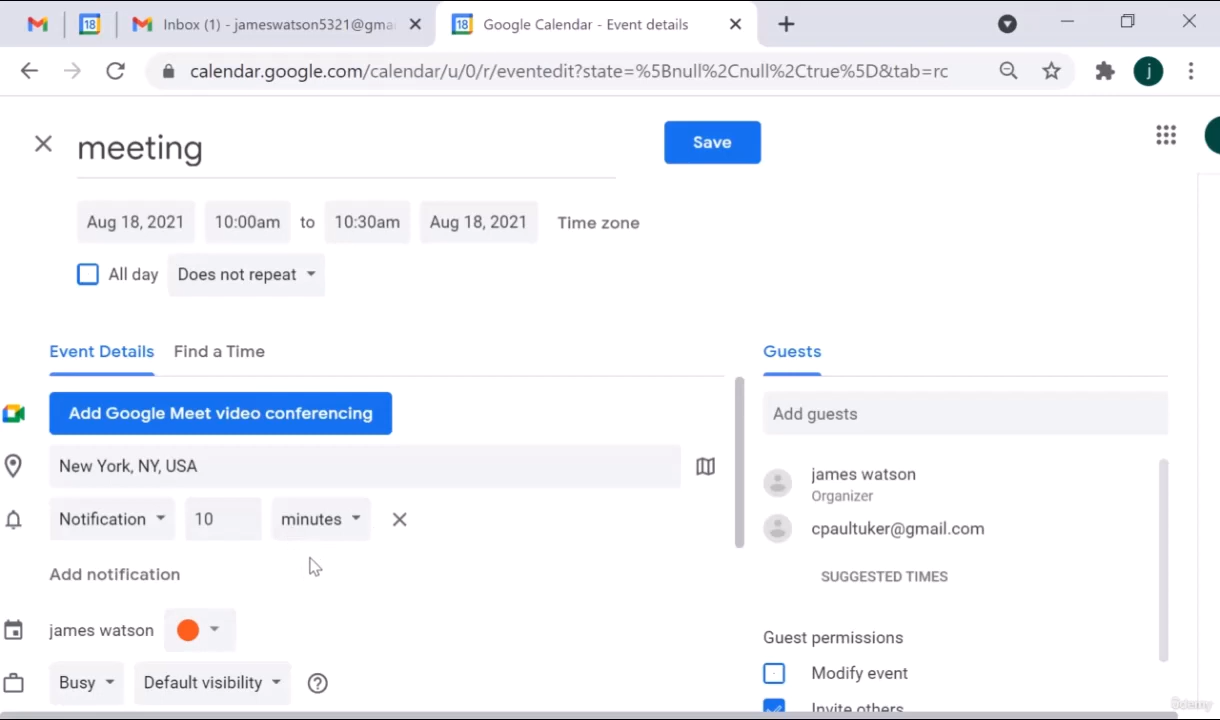 18
Inbox (1) - jameswatson5321@gma
18
Google Calendar - Event details
calendar.google.com/calendar/u/0/r/eventedit?state=%5Bnull%2Cnull%2Ctrue%5D&tab=rc
j
meeting
Save
Aug 18, 2021 10:00am to 10:30am Aug 18, 2021 Time zone
All day Does not repeat
Event Details Find a Time
Guests
Add Google Meet video conferencing
Add guests
New York, NY, USA
james watson
Organizer
Notification 10 minutes
cpaultuker@gmail.com
Add notification
SUGGESTED TIMES
james watson
Guest permissions
Busy Default visibility ?
Modify event
Invite others
Udemy